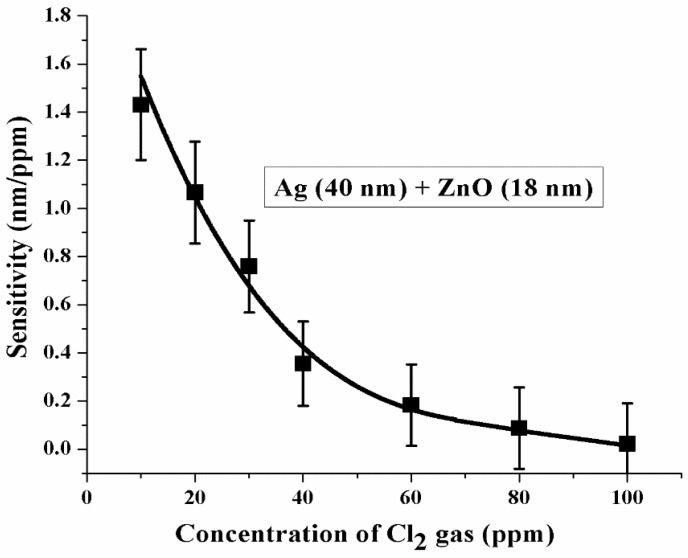 1.8
1.6
1.4
1.2
1.0
0.8
0.6
0.4
0.2
0.0
Sensitivity (nm/ppm)
Ag (40 nm) + ZnO (18 nm)
0 20 40 60 80 100
Concentration of Cl₂ gas (ppm)